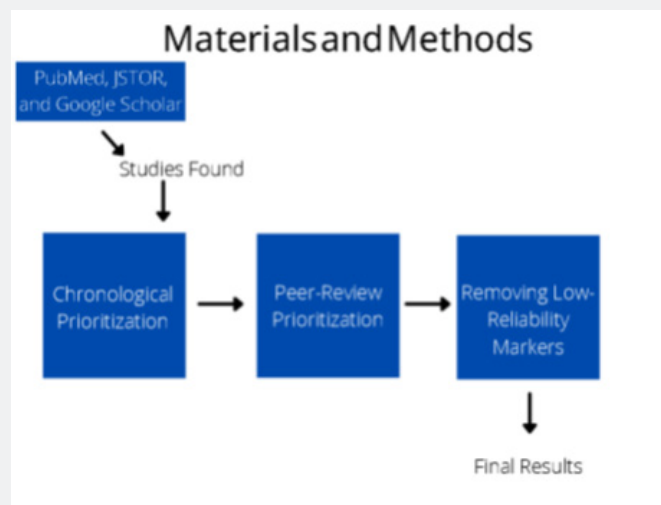 Materials and Methods
PubMed, JSTOR,
and Google Scholar
Studies Found
Chronological
Prioritization
Peer-Review
Prioritization
Removing Low-
Reliability
Markers
Final Results